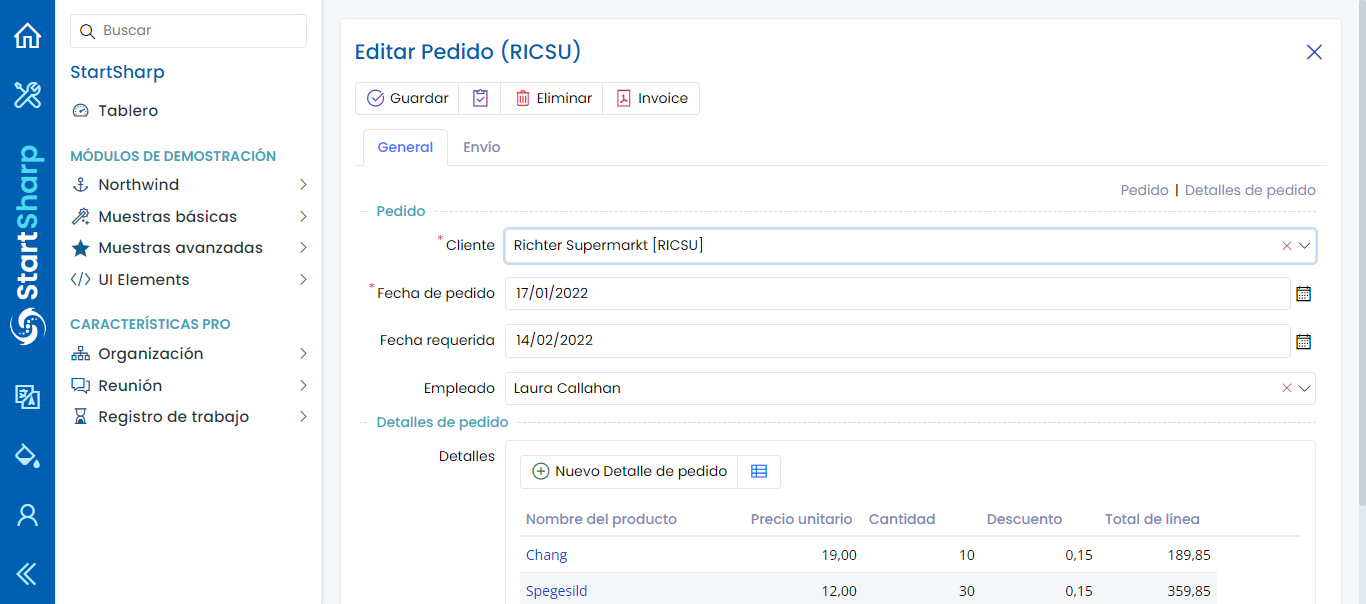 Buscar
StartSharp
Tablero
MÓDULOS DE DEMOSTRACIÓN
Northwind
Muestras básicas
Muestras avanzadas
UI Elements
CARACTERÍSTICAS PRO
Organización
Reunión
Registro de trabajo
StartSharp
Editar Pedido (RICSU)
Guardar
Eliminar
Invoice
General
Envío
Pedido | Detalles de pedido
Pedido
* Cliente Richter Supermarkt [RICSU]
* Fecha de pedido 17/01/2022
Fecha requerida 14/02/2022
Empleado Laura Callahan
Detalles de pedido
Detalles
Nuevo Detalle de pedido
Nombre del producto Precio unitario Cantidad Descuento Total de línea
Chang 19,00 10 0,15 189,85
Spegesild 12,00 30 0,15 359,85